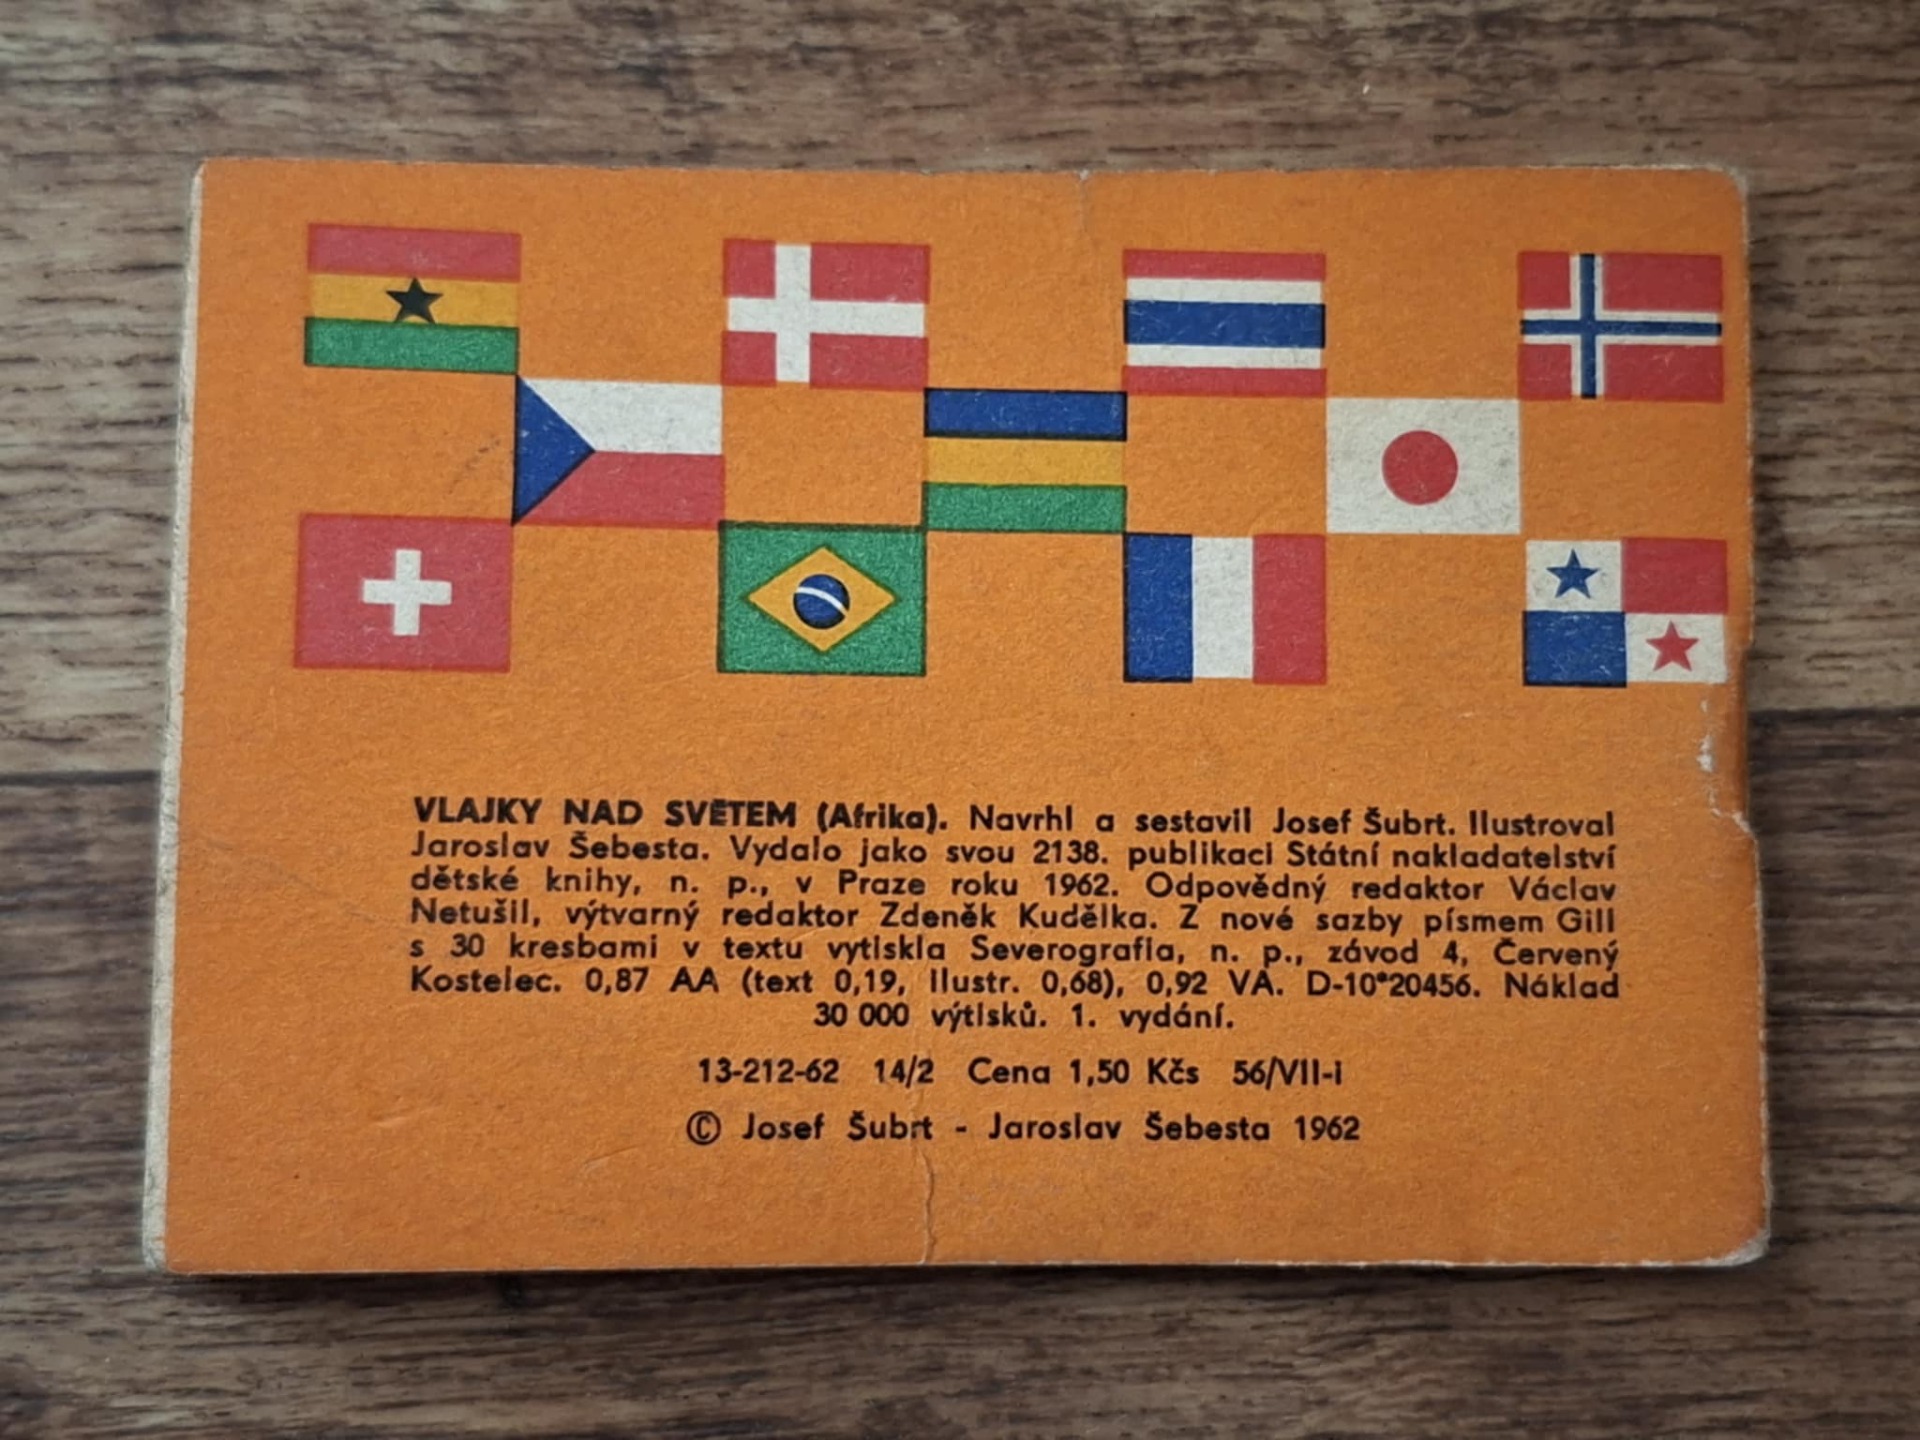 VLAJKY NAD SVĚTEM (Afrika). Navrhl a sestavil Josef Šubrt. Ilustroval
Jaroslav Šebesta. Vydalo jako svou 2138. publikaci Státní nakladatelství
dětské knihy, n. p., v Praze roku 1962. Odpovědný redaktor Václav
Netušil, výtvarný redaktor Zdeněk Kudělka. Z nové sazby písmem Gill
s 30 kresbami v textu vytiskla Severografia, n. p., závod 4, Červený
Kostelec. 0,87 AA (text 0,19, ilustr. 0,68), 0,92 VA. D-10*20456. Náklad
30 000 výtisků. 1. vydání.
13-212-62 14/2 Cena 1,50 Kčs 56/VII-i
© Josef Šubrt - Jaroslav Šebesta 1962